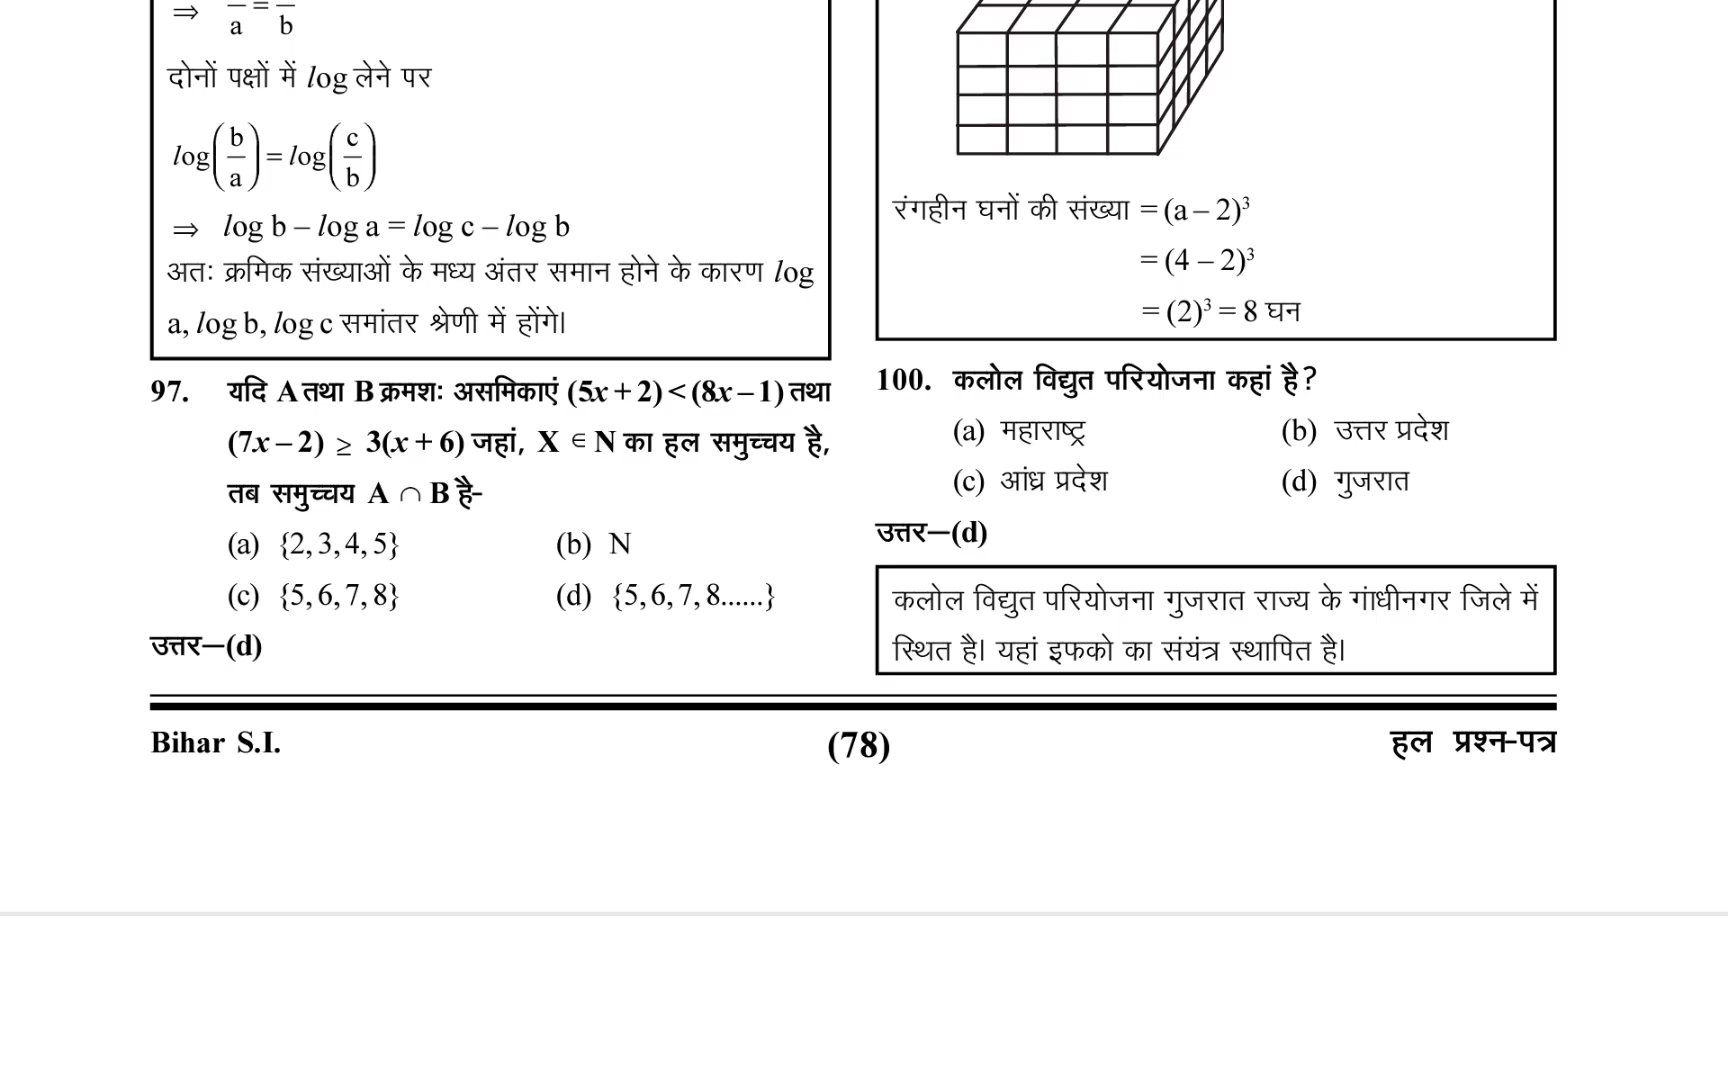 ⇒ a = b
दोनों पक्षों में log लेने पर
log(b/a) = log(c/b)
⇒ log b – log a = log c – log b
अतः क्रमिक संख्याओं के मध्य अंतर समान होने के कारण log
a, log b, log c समांतर श्रेणी में होंगे।
97. यदि A तथा B क्रमशः असमिकाएं (5x + 2) < (8x – 1) तथा
(7x – 2) ≥ 3(x + 6) जहां, X ∈ N का हल समुच्चय है,
तब समुच्चय A ∩ B है-
(a) {2, 3, 4, 5} (b) N
(c) {5, 6, 7, 8} (d) {5, 6, 7, 8......}
उत्तर—(d)
रंगहीन घनों की संख्या = (a – 2)³
= (4 – 2)³
= (2)³ = 8 घन
100. कलोल विद्युत परियोजना कहां है?
(a) महाराष्ट्र (b) उत्तर प्रदेश
(c) आंध्र प्रदेश (d) गुजरात
उत्तर—(d)
कलोल विद्युत परियोजना गुजरात राज्य के गांधीनगर जिले में
स्थित है। यहां इफको का संयंत्र स्थापित है।
Bihar S.I. (78) हल प्रश्न-पत्र